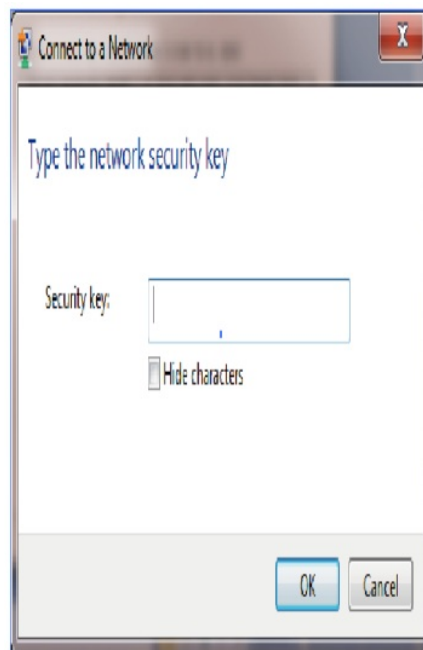 Connect to a Network
X
Type the network security key
Security key:
Hide characters
OK
Cancel